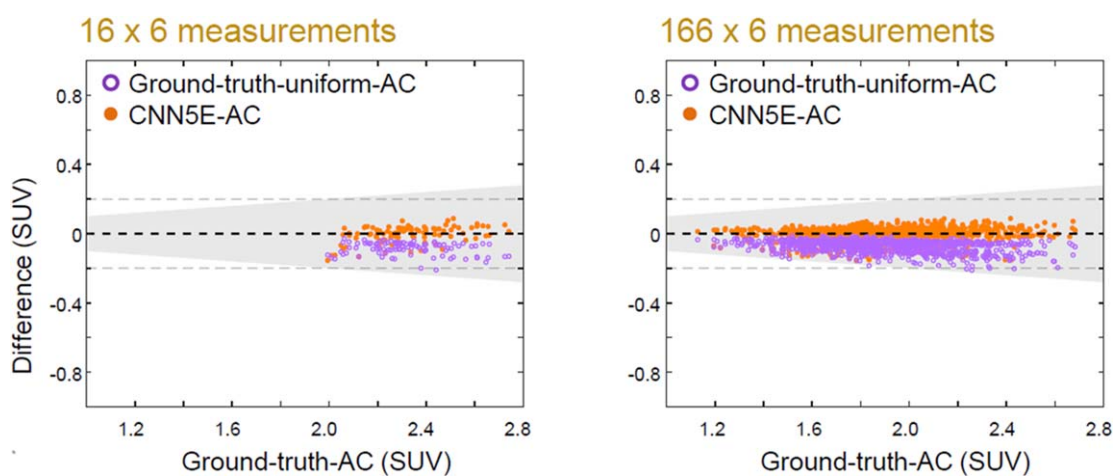 16 x 6 measurements
Ground-truth-uniform-AC
CNN5E-AC
Difference (SUV)
0.8
0.4
0
-0.4
-0.8
1.2 1.6 2.0 2.4 2.8
Ground-truth-AC (SUV)
166 x 6 measurements
Ground-truth-uniform-AC
CNN5E-AC
0.8
0.4
0
-0.4
-0.8
1.2 1.6 2.0 2.4 2.8
Ground-truth-AC (SUV)